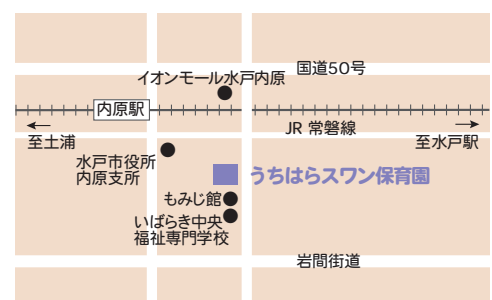 国道50号
イオンモール水戸内原
内原駅
JR 常磐線
至土浦
至水戸駅
水戸市役所
内原支所
うちはらスワン保育園
もみじ館
いばらき中央
福祉専門学校
岩間街道